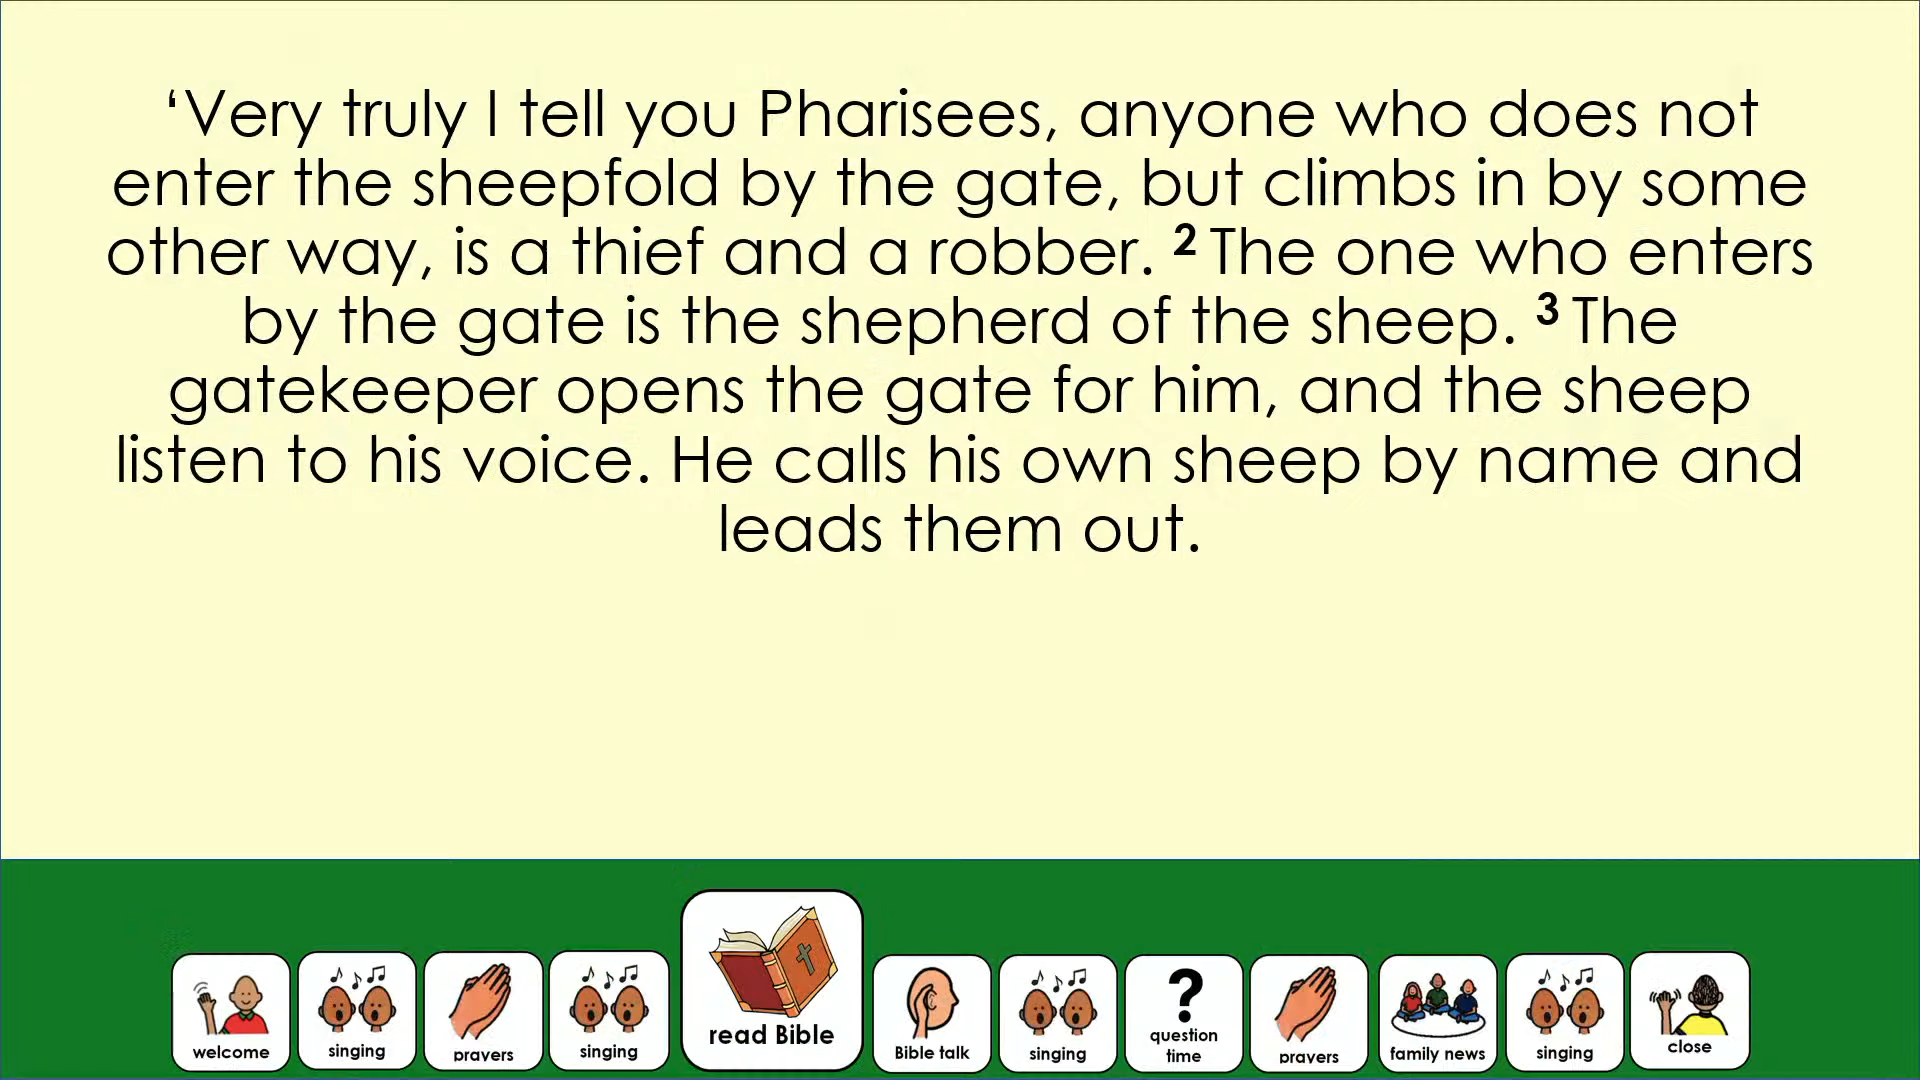 ‘Very truly I tell you Pharisees, anyone who does not
enter the sheepfold by the gate, but climbs in by some
other way, is a thief and a robber. 2 The one who enters
by the gate is the shepherd of the sheep. 3 The
gatekeeper opens the gate for him, and the sheep
listen to his voice. He calls his own sheep by name and
leads them out.
welcome
singing
prayers
singing
read Bible
Bible talk
singing
?
question
time
prayers
family news
singing
close